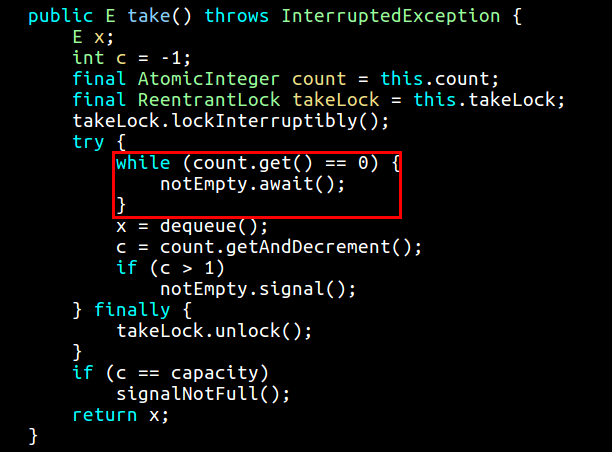 public E take() throws InterruptedException {
    E x;
    int c = -1;
    final AtomicInteger count = this.count;
    final ReentrantLock takeLock = this.takeLock;
    takeLock.lockInterruptibly();
    try {
        while (count.get() == 0) {
            notEmpty.await();
        }
        x = dequeue();
        c = count.getAndDecrement();
        if (c > 1)
            notEmpty.signal();
    } finally {
        takeLock.unlock();
    }
    if (c == capacity)
        signalNotFull();
    return x;
}